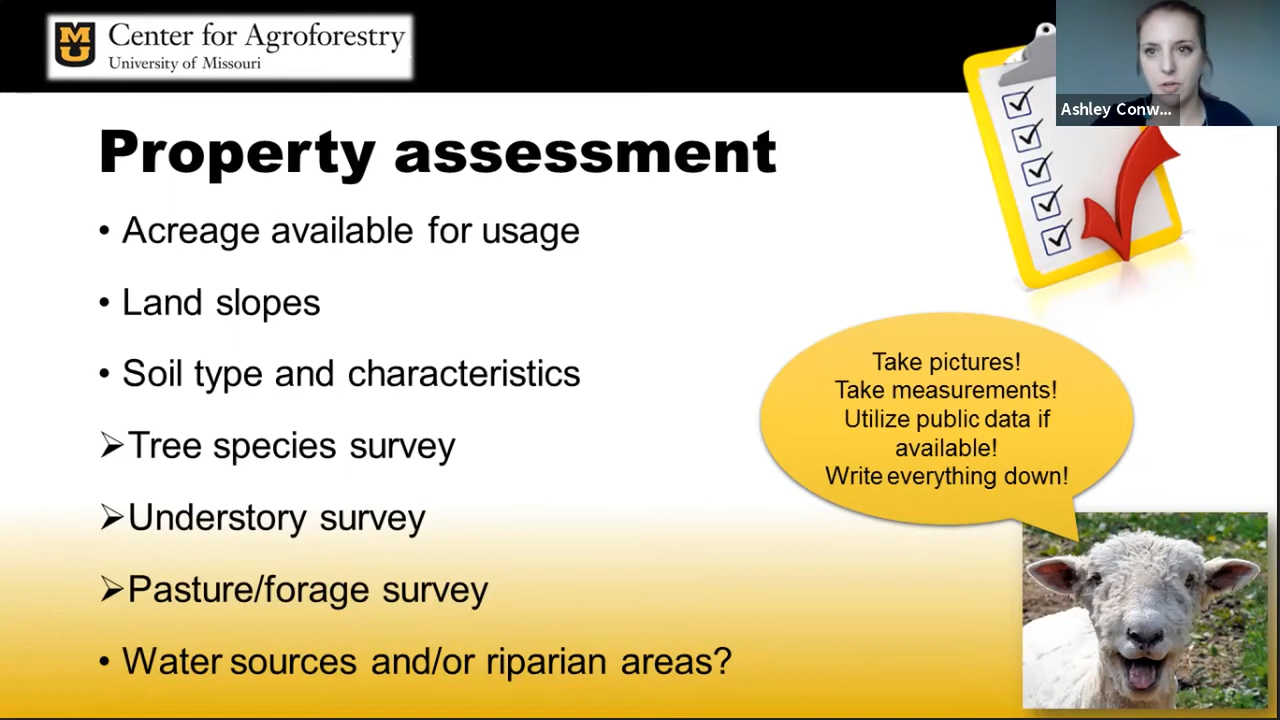 MU
Center for Agroforestry
University of Missouri
Ashley Conw...
Property assessment
• Acreage available for usage
• Land slopes
• Soil type and characteristics
➢Tree species survey
➢Understory survey
➢Pasture/forage survey
• Water sources and/or riparian areas?
Take pictures!
Take measurements!
Utilize public data if
available!
Write everything down!